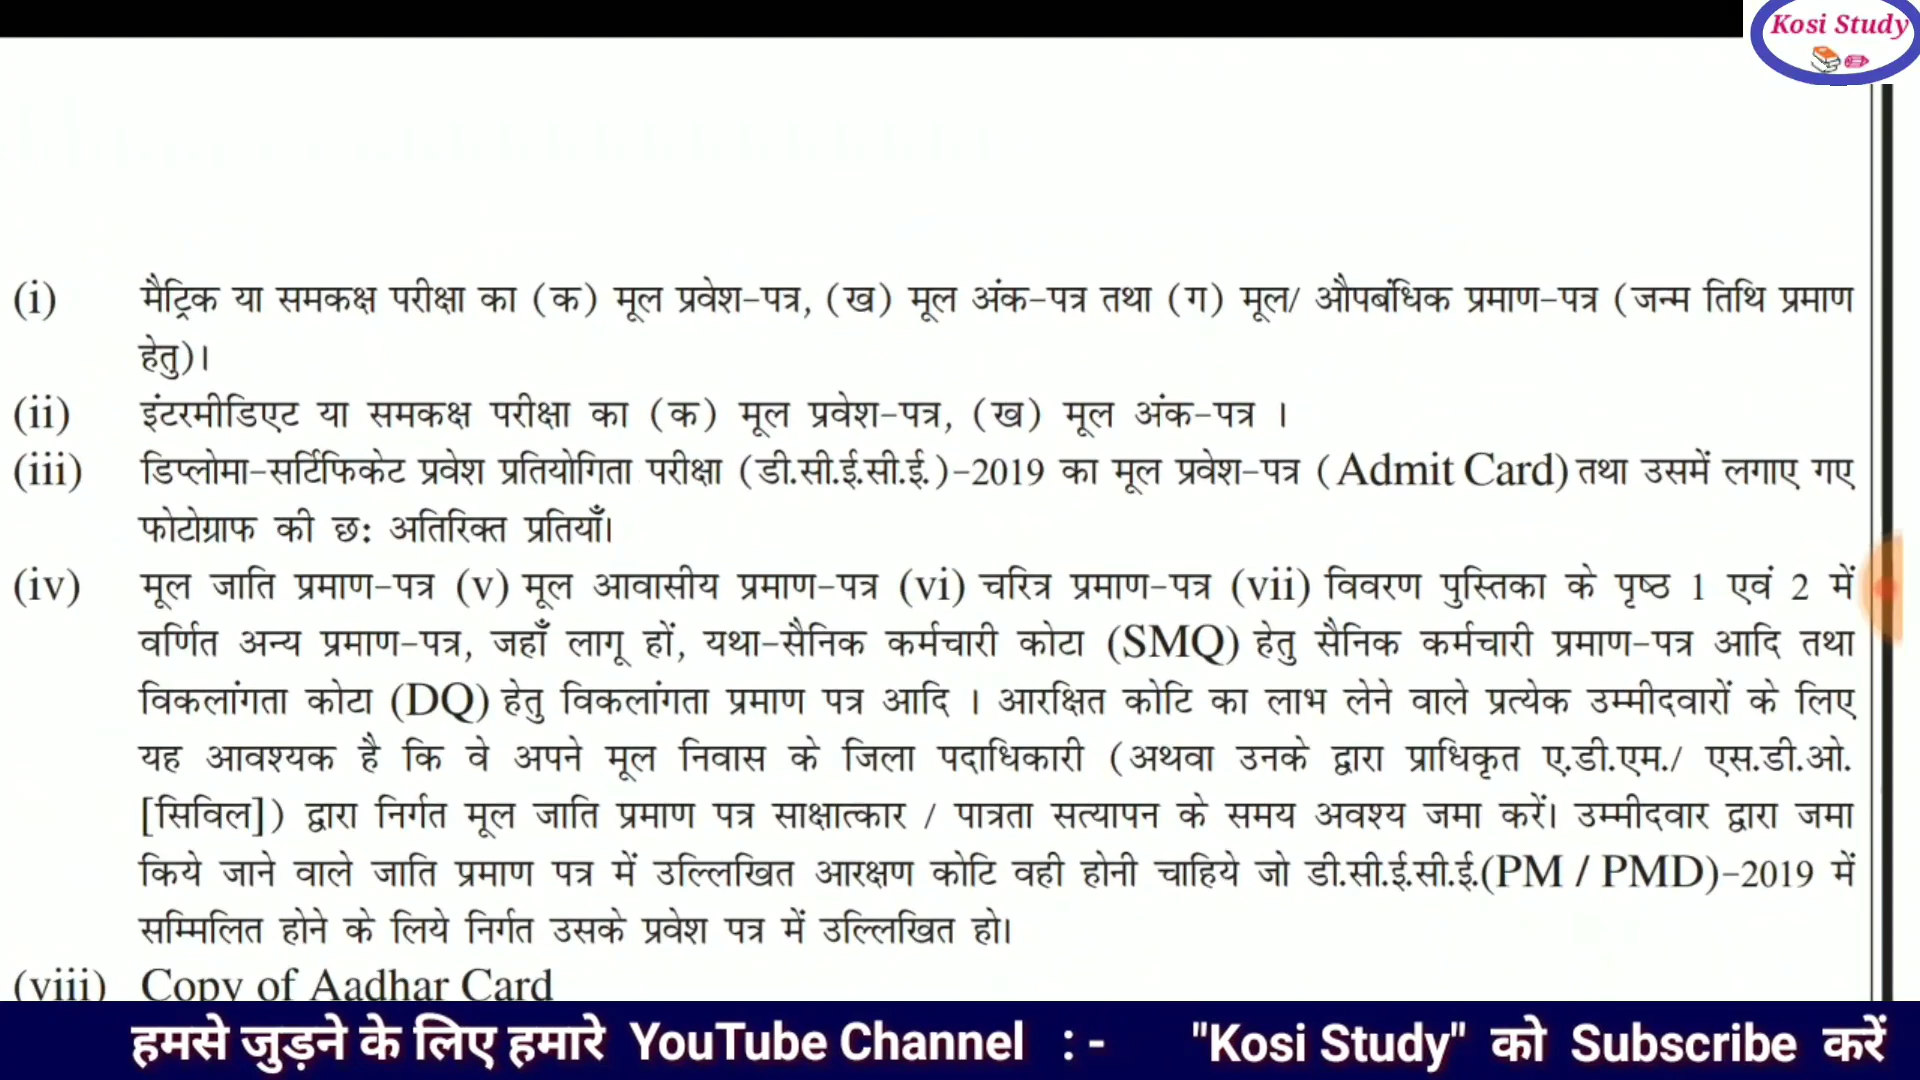 Kosi Study
(i) मैट्रिक या समकक्ष परीक्षा का (क) मूल प्रवेश-पत्र, (ख) मूल अंक-पत्र तथा (ग) मूल/ औपबंधिक प्रमाण-पत्र (जन्म तिथि प्रमाण
हेतु)।
(ii) इंटरमीडिएट या समकक्ष परीक्षा का (क) मूल प्रवेश-पत्र, (ख) मूल अंक-पत्र ।
(iii) डिप्लोमा-सर्टिफिकेट प्रवेश प्रतियोगिता परीक्षा (डी.सी.ई.सी.ई.)-2019 का मूल प्रवेश-पत्र (Admit Card) तथा उसमें लगाए गए
फोटोग्राफ की छ: अतिरिक्त प्रतियाँ।
(iv) मूल जाति प्रमाण-पत्र (v) मूल आवासीय प्रमाण-पत्र (vi) चरित्र प्रमाण-पत्र (vii) विवरण पुस्तिका के पृष्ठ 1 एवं 2 में
वर्णित अन्य प्रमाण-पत्र, जहाँ लागू हों, यथा-सैनिक कर्मचारी कोटा (SMQ) हेतु सैनिक कर्मचारी प्रमाण-पत्र आदि तथा
विकलांगता कोटा (DQ) हेतु विकलांगता प्रमाण पत्र आदि । आरक्षित कोटि का लाभ लेने वाले प्रत्येक उम्मीदवारों के लिए
यह आवश्यक है कि वे अपने मूल निवास के जिला पदाधिकारी (अथवा उनके द्वारा प्राधिकृत ए.डी.एम./ एस.डी.ओ.
[सिविल]) द्वारा निर्गत मूल जाति प्रमाण पत्र साक्षात्कार / पात्रता सत्यापन के समय अवश्य जमा करें। उम्मीदवार द्वारा जमा
किये जाने वाले जाति प्रमाण पत्र में उल्लिखित आरक्षण कोटि वही होनी चाहिये जो डी.सी.ई.सी.ई.(PM / PMD)-2019 में
सम्मिलित होने के लिये निर्गत उसके प्रवेश पत्र में उल्लिखित हो।
(viii) Copy of Aadhar Card
हमसे जुड़ने के लिए हमारे YouTube Channel :- "Kosi Study" को Subscribe करें